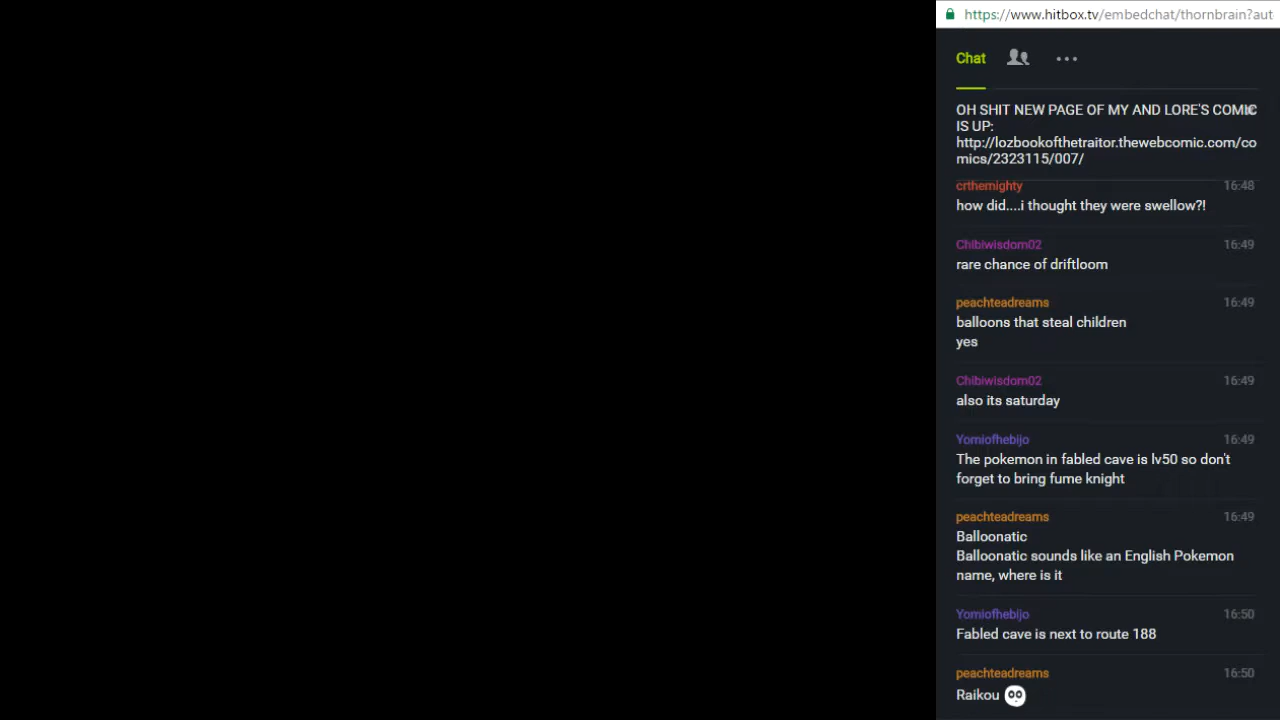 https://www.hitbox.tv/embedchat/thornbrain?aut
Chat
OH SHIT NEW PAGE OF MY AND LORE'S COMIC
IS UP:
http://lozbookofthetraitor.thewebcomic.com/co
mics/2323115/007/
crthemighty 16:48
how did....i thought they were swellow?!
Chibiwisdom02 16:49
rare chance of driftloom
peachteadreams 16:49
balloons that steal children
yes
Chibiwisdom02 16:49
also its saturday
Yomiofhebijo 16:49
The pokemon in fabled cave is lv50 so don't
forget to bring fume knight
peachteadreams 16:49
Balloonatic
Balloonatic sounds like an English Pokemon
name, where is it
Yomiofhebijo 16:50
Fabled cave is next to route 188
peachteadreams 16:50
Raikou